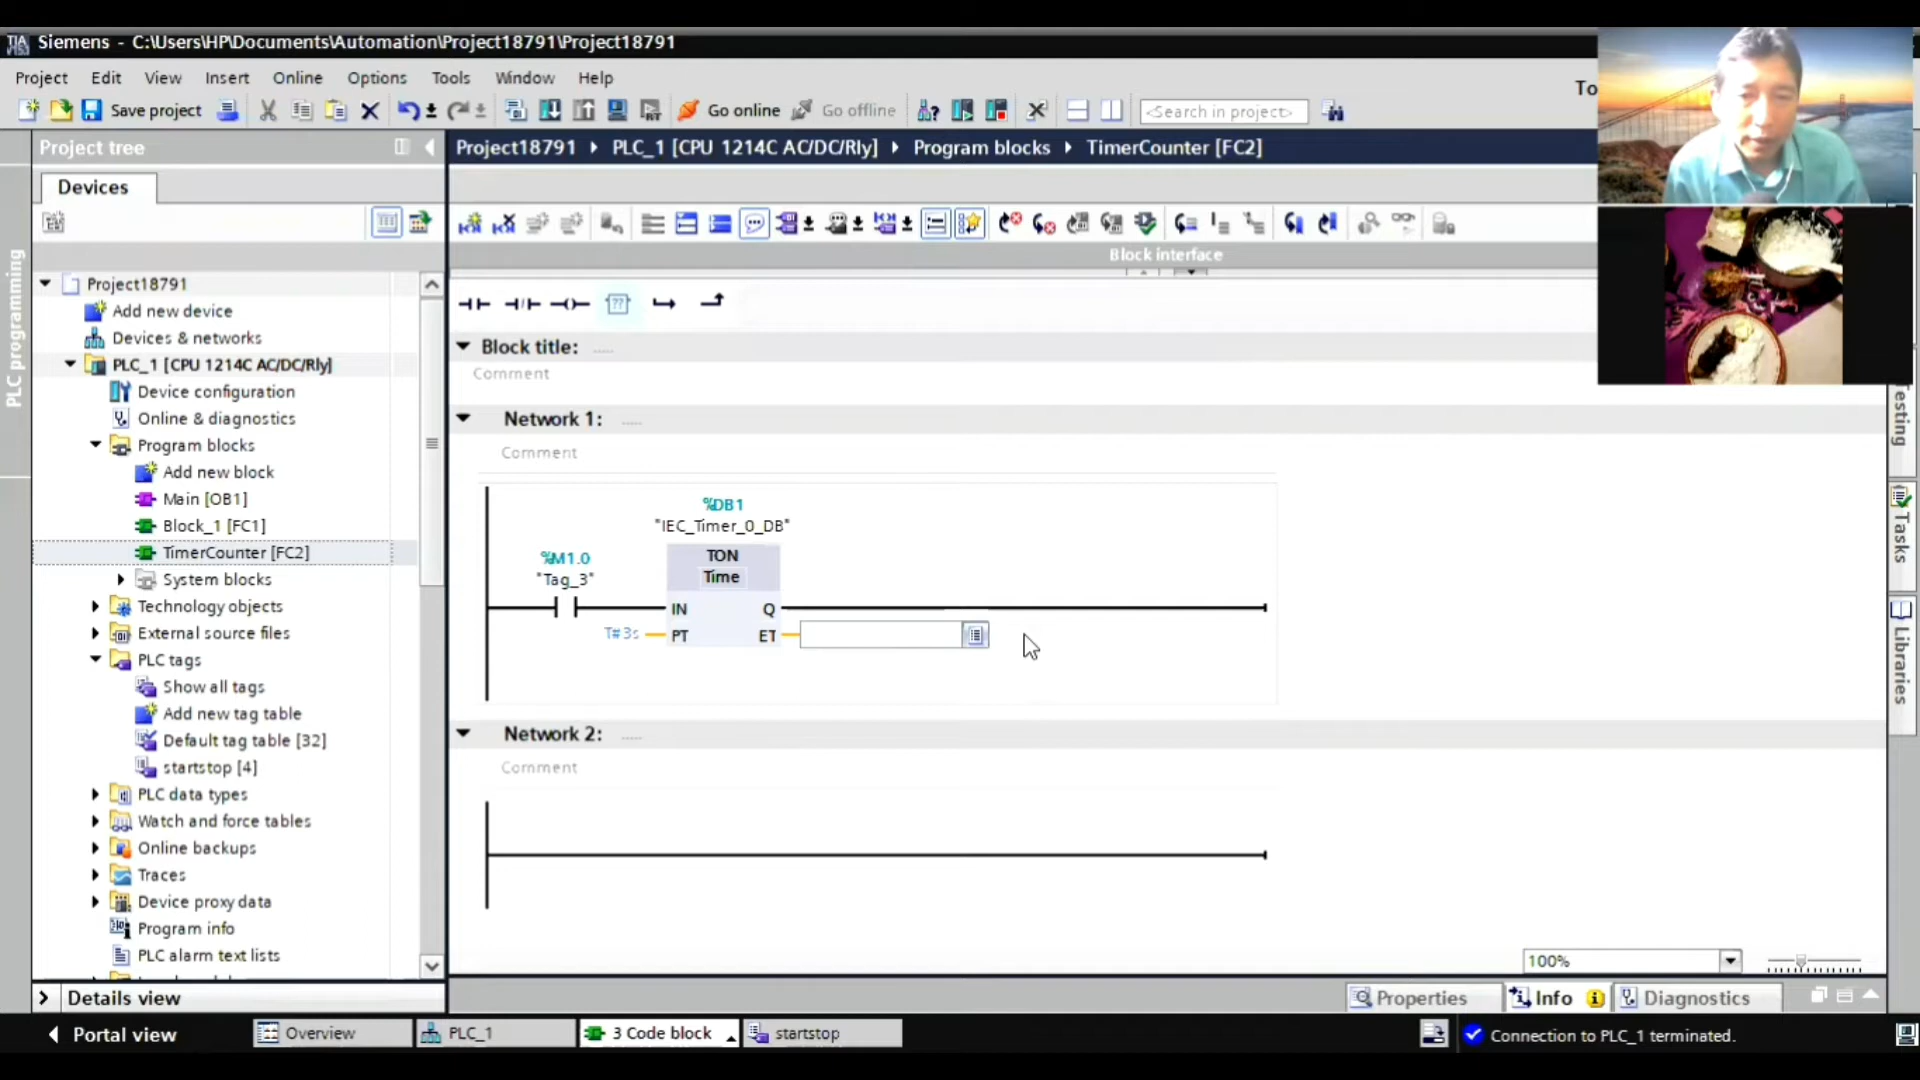 Siemens - C:\Users\HP\Documents\Automation\Project18791\Project18791
Project Edit View Insert Online Options Tools Window Help
To
Save project Go online Go offline <Search in project>
Project tree
Project18791 PLC_1 [CPU 1214C AC/DC/Rly] Program blocks TimerCounter [FC2]
Devices
PLC programming
Block interface
Project18791
Add new device
Devices & networks
PLC_1 [CPU 1214C AC/DC/Rly]
Device configuration
Online & diagnostics
Program blocks
Add new block
Main [OB1]
Block_1 [FC1]
TimerCounter [FC2]
System blocks
Technology objects
External source files
PLC tags
Show all tags
Add new tag table
Default tag table [32]
startstop [4]
PLC data types
Watch and force tables
Online backups
Traces
Device proxy data
Program info
PLC alarm text lists
??
Block title: .....
Comment
Network 1: .....
Comment
%DB1
"IEC_Timer_0_DB"
%M1.0
"Tag_3"
TON
Time
IN Q
T#3s PT ET
Network 2: .....
Comment
Testing
Tasks
Libraries
100%
Details view
Properties Info Diagnostics
Portal view Overview PLC_1 3 Code block startstop
Connection to PLC_1 terminated.